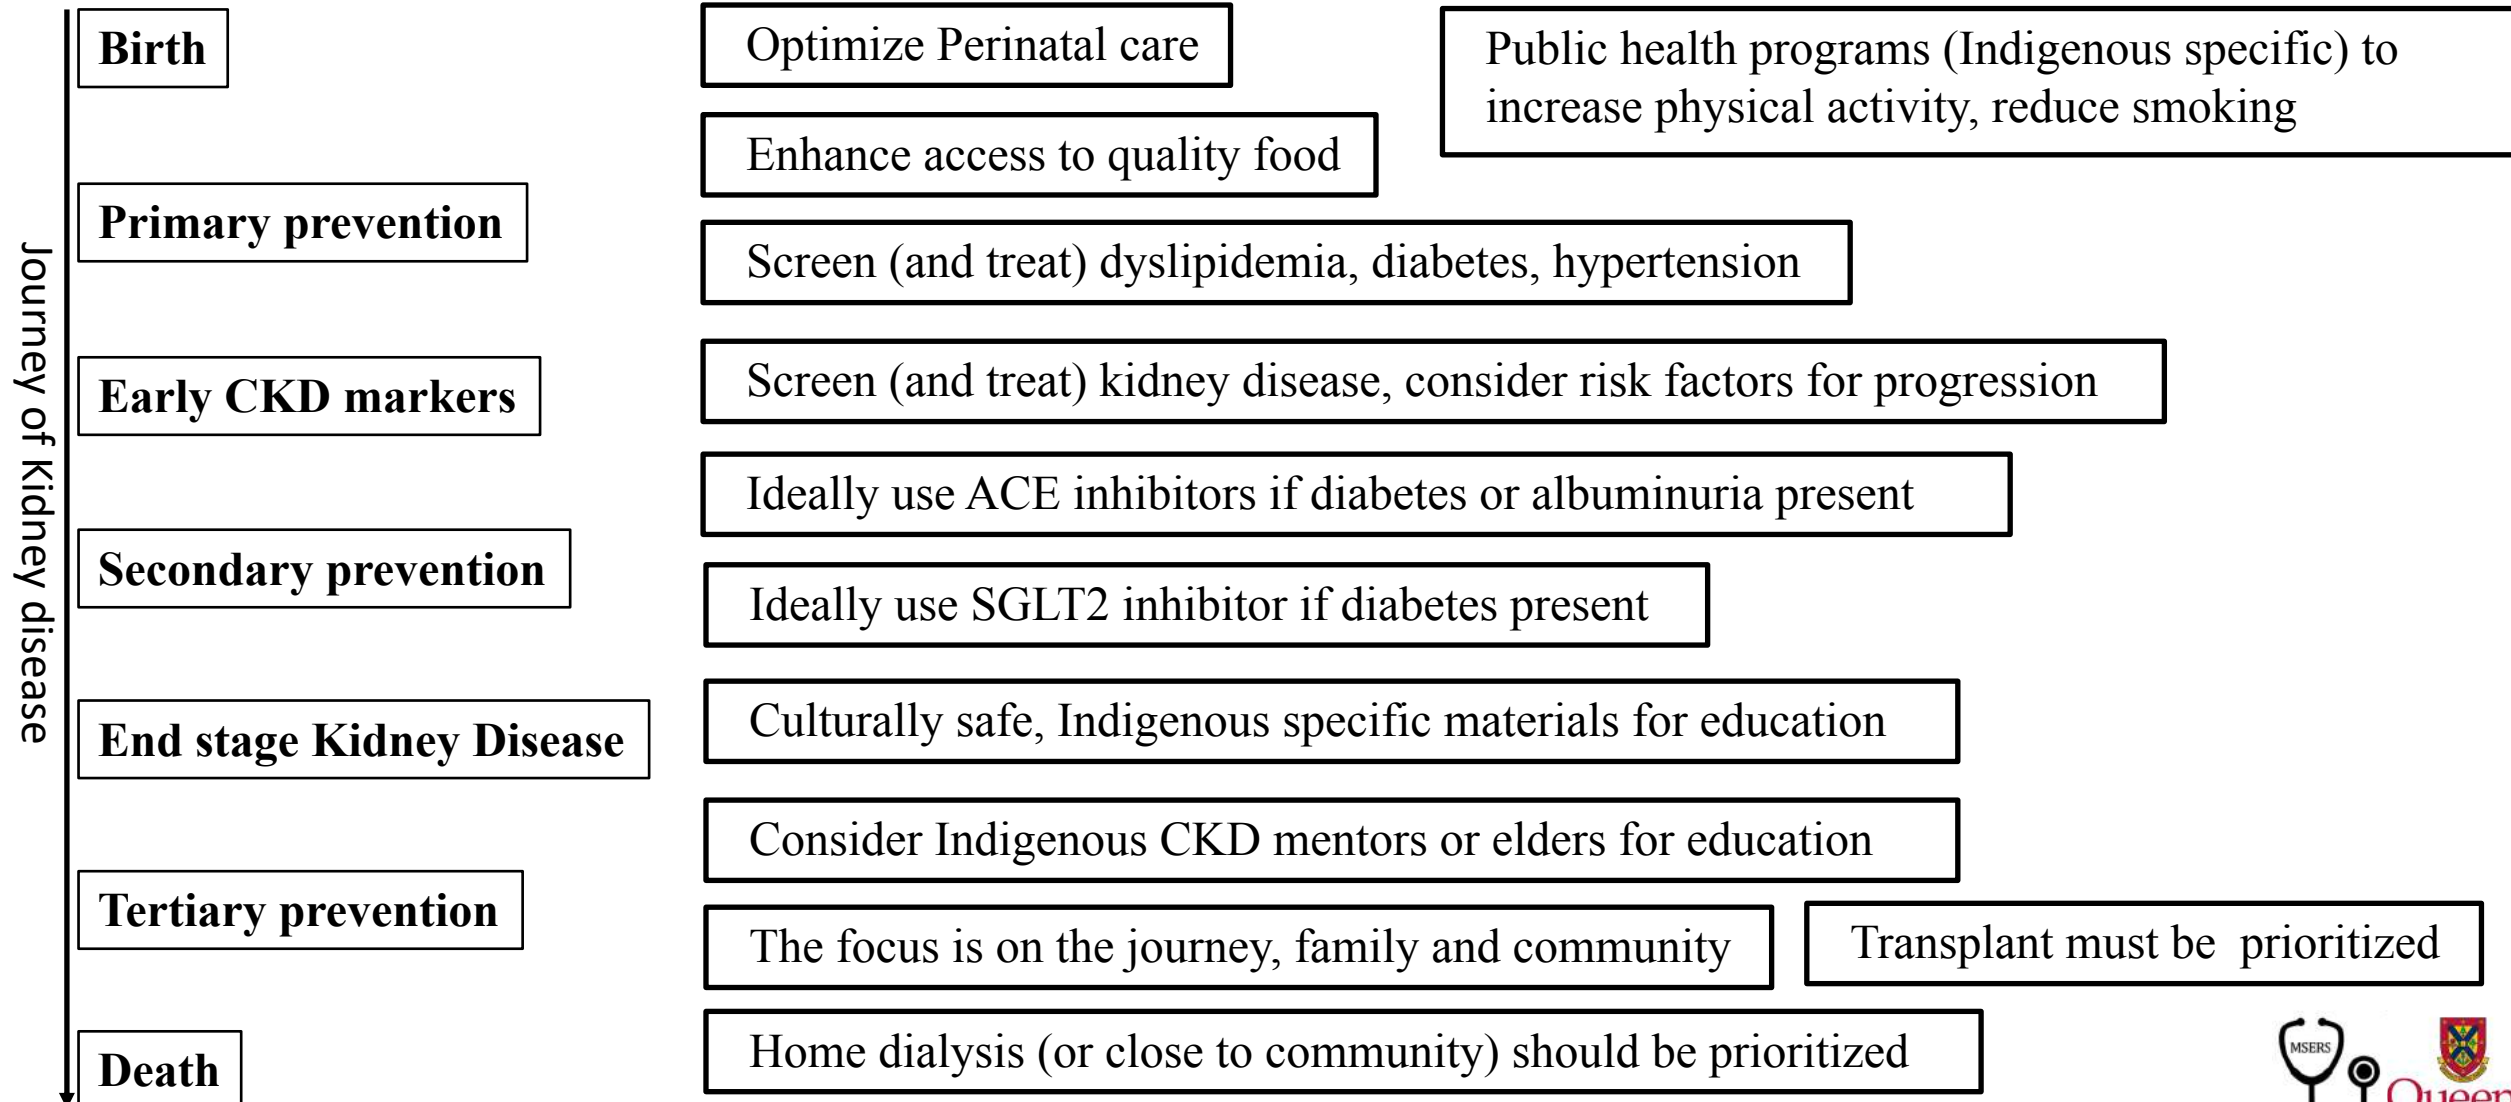 Birth
Optimize Perinatal care
Public health programs (Indigenous specific) to
increase physical activity, reduce smoking
Enhance access to quality food
Primary prevention
Screen (and treat) dyslipidemia, diabetes, hypertension
Journey of Kidney disease
Early CKD markers
Screen (and treat) kidney disease, consider risk factors for progression
Ideally use ACE inhibitors if diabetes or albuminuria present
Secondary prevention
Ideally use SGLT2 inhibitor if diabetes present
End stage Kidney Disease
Culturally safe, Indigenous specific materials for education
Consider Indigenous CKD mentors or elders for education
Tertiary prevention
The focus is on the journey, family and community
Transplant must be  prioritized
Home dialysis (or close to community) should be prioritized
Death
MSERS
Queen